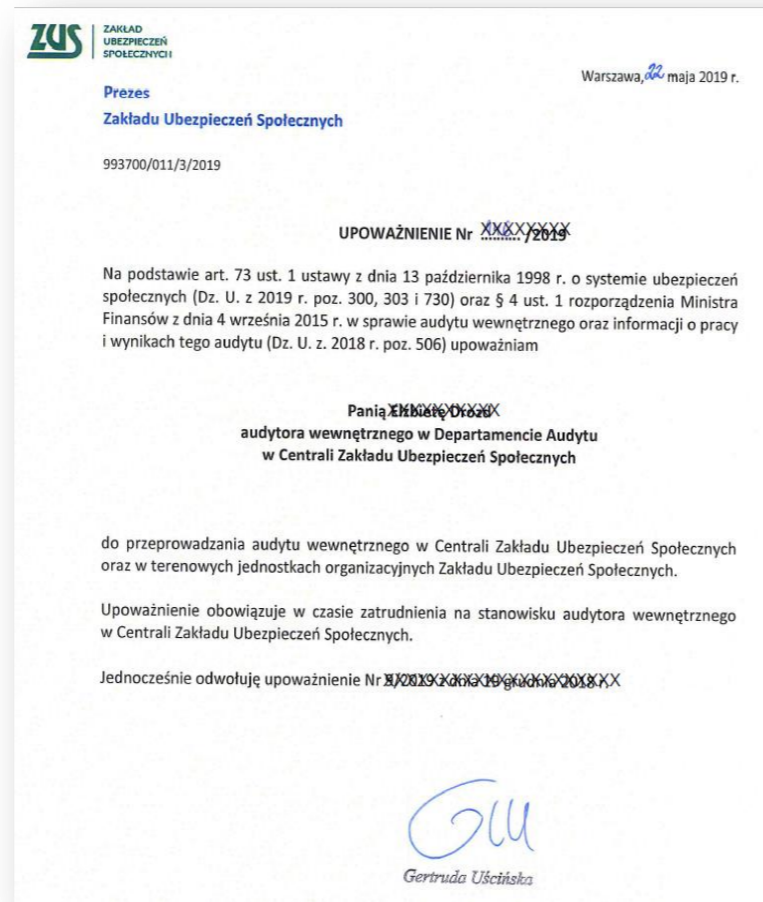 ZUS
ZAKŁAD
UBEZPIECZEŃ
SPOŁECZNYCH
Warszawa, 22 maja 2019 r.
Prezes
Zakładu Ubezpieczeń Społecznych
993700/011/3/2019
UPOWAŻNIENIE Nr XXXXXXXX
Na podstawie art. 73 ust. 1 ustawy z dnia 13 października 1998 r. o systemie ubezpieczeń
społecznych (Dz. U. z 2019 r. poz. 300, 303 i 730) oraz § 4 ust. 1 rozporządzenia Ministra
Finansów z dnia 4 września 2015 r. w sprawie audytu wewnętrznego oraz informacji o pracy
i wynikach tego audytu (Dz. U. z. 2018 r. poz. 506) upoważniam
Panią
audytora wewnętrznego w Departamencie Audytu
w Centrali Zakładu Ubezpieczeń Społecznych
do przeprowadzania audytu wewnętrznego w Centrali Zakładu Ubezpieczeń Społecznych
oraz w terenowych jednostkach organizacyjnych Zakładu Ubezpieczeń Społecznych.
Upoważnienie obowiązuje w czasie zatrudnienia na stanowisku audytora wewnętrznego
w Centrali Zakładu Ubezpieczeń Społecznych.
Jednocześnie odwołuję upoważnienie Nr
Gertruda Uścińska